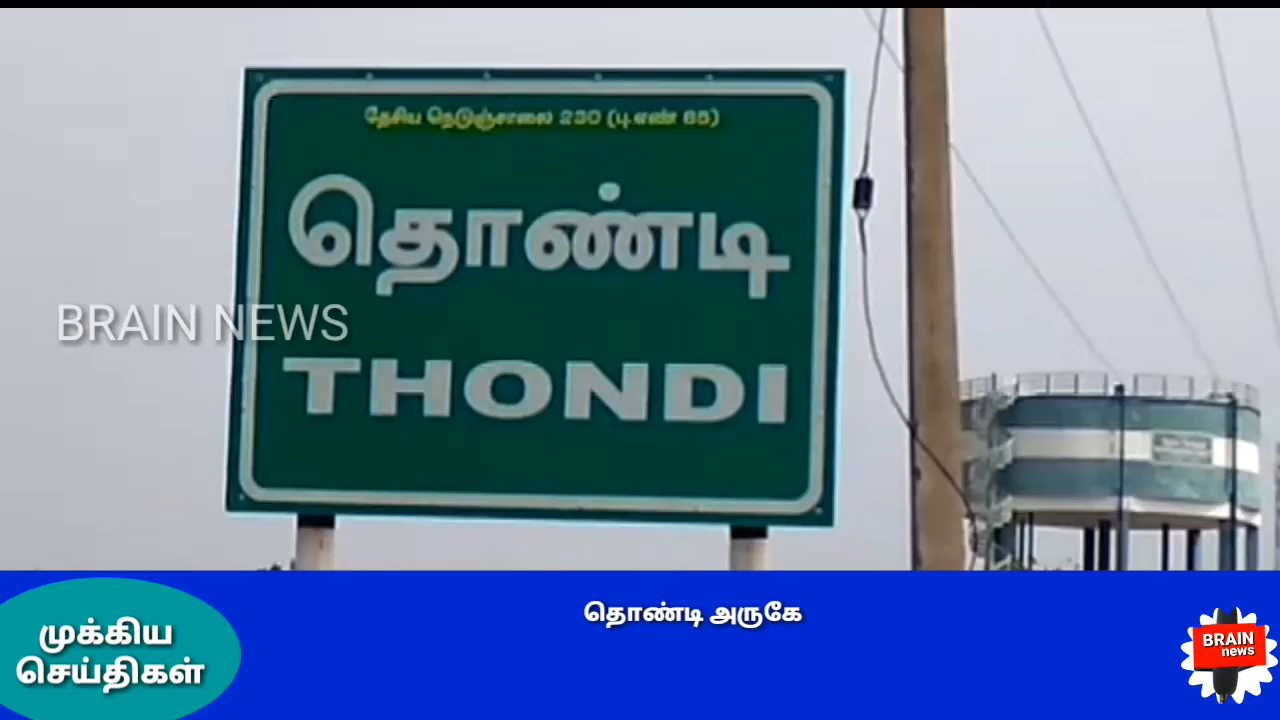 தேசிய நெடுஞ்சாலை 230 (பு.எண் 65)
தொண்டி
BRAIN NEWS
THONDI
தொண்டி அருகே
முக்கிய
செய்திகள்
BRAIN
news